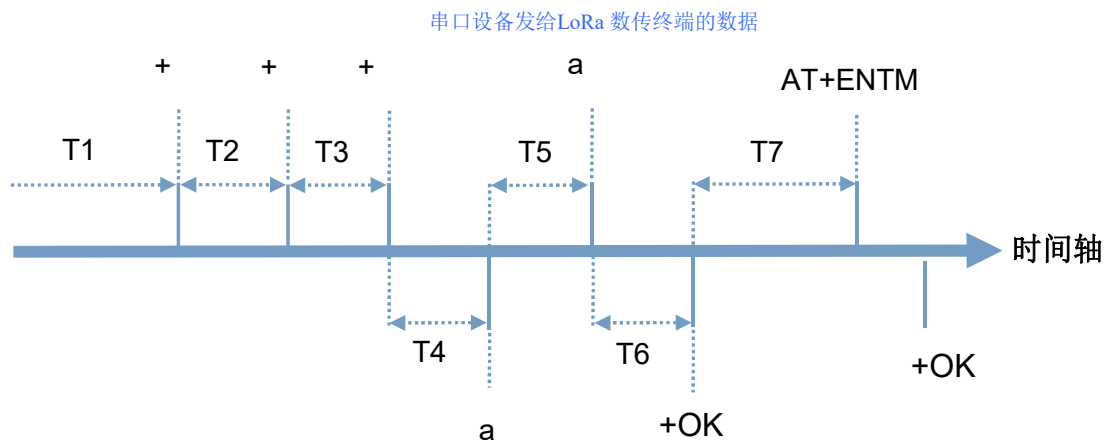 串口设备发给LoRa 数传终端的数据
+ + + a AT+ENTM
T1 T2 T3 T5 T7
时间轴
T4 T6
a +OK +OK